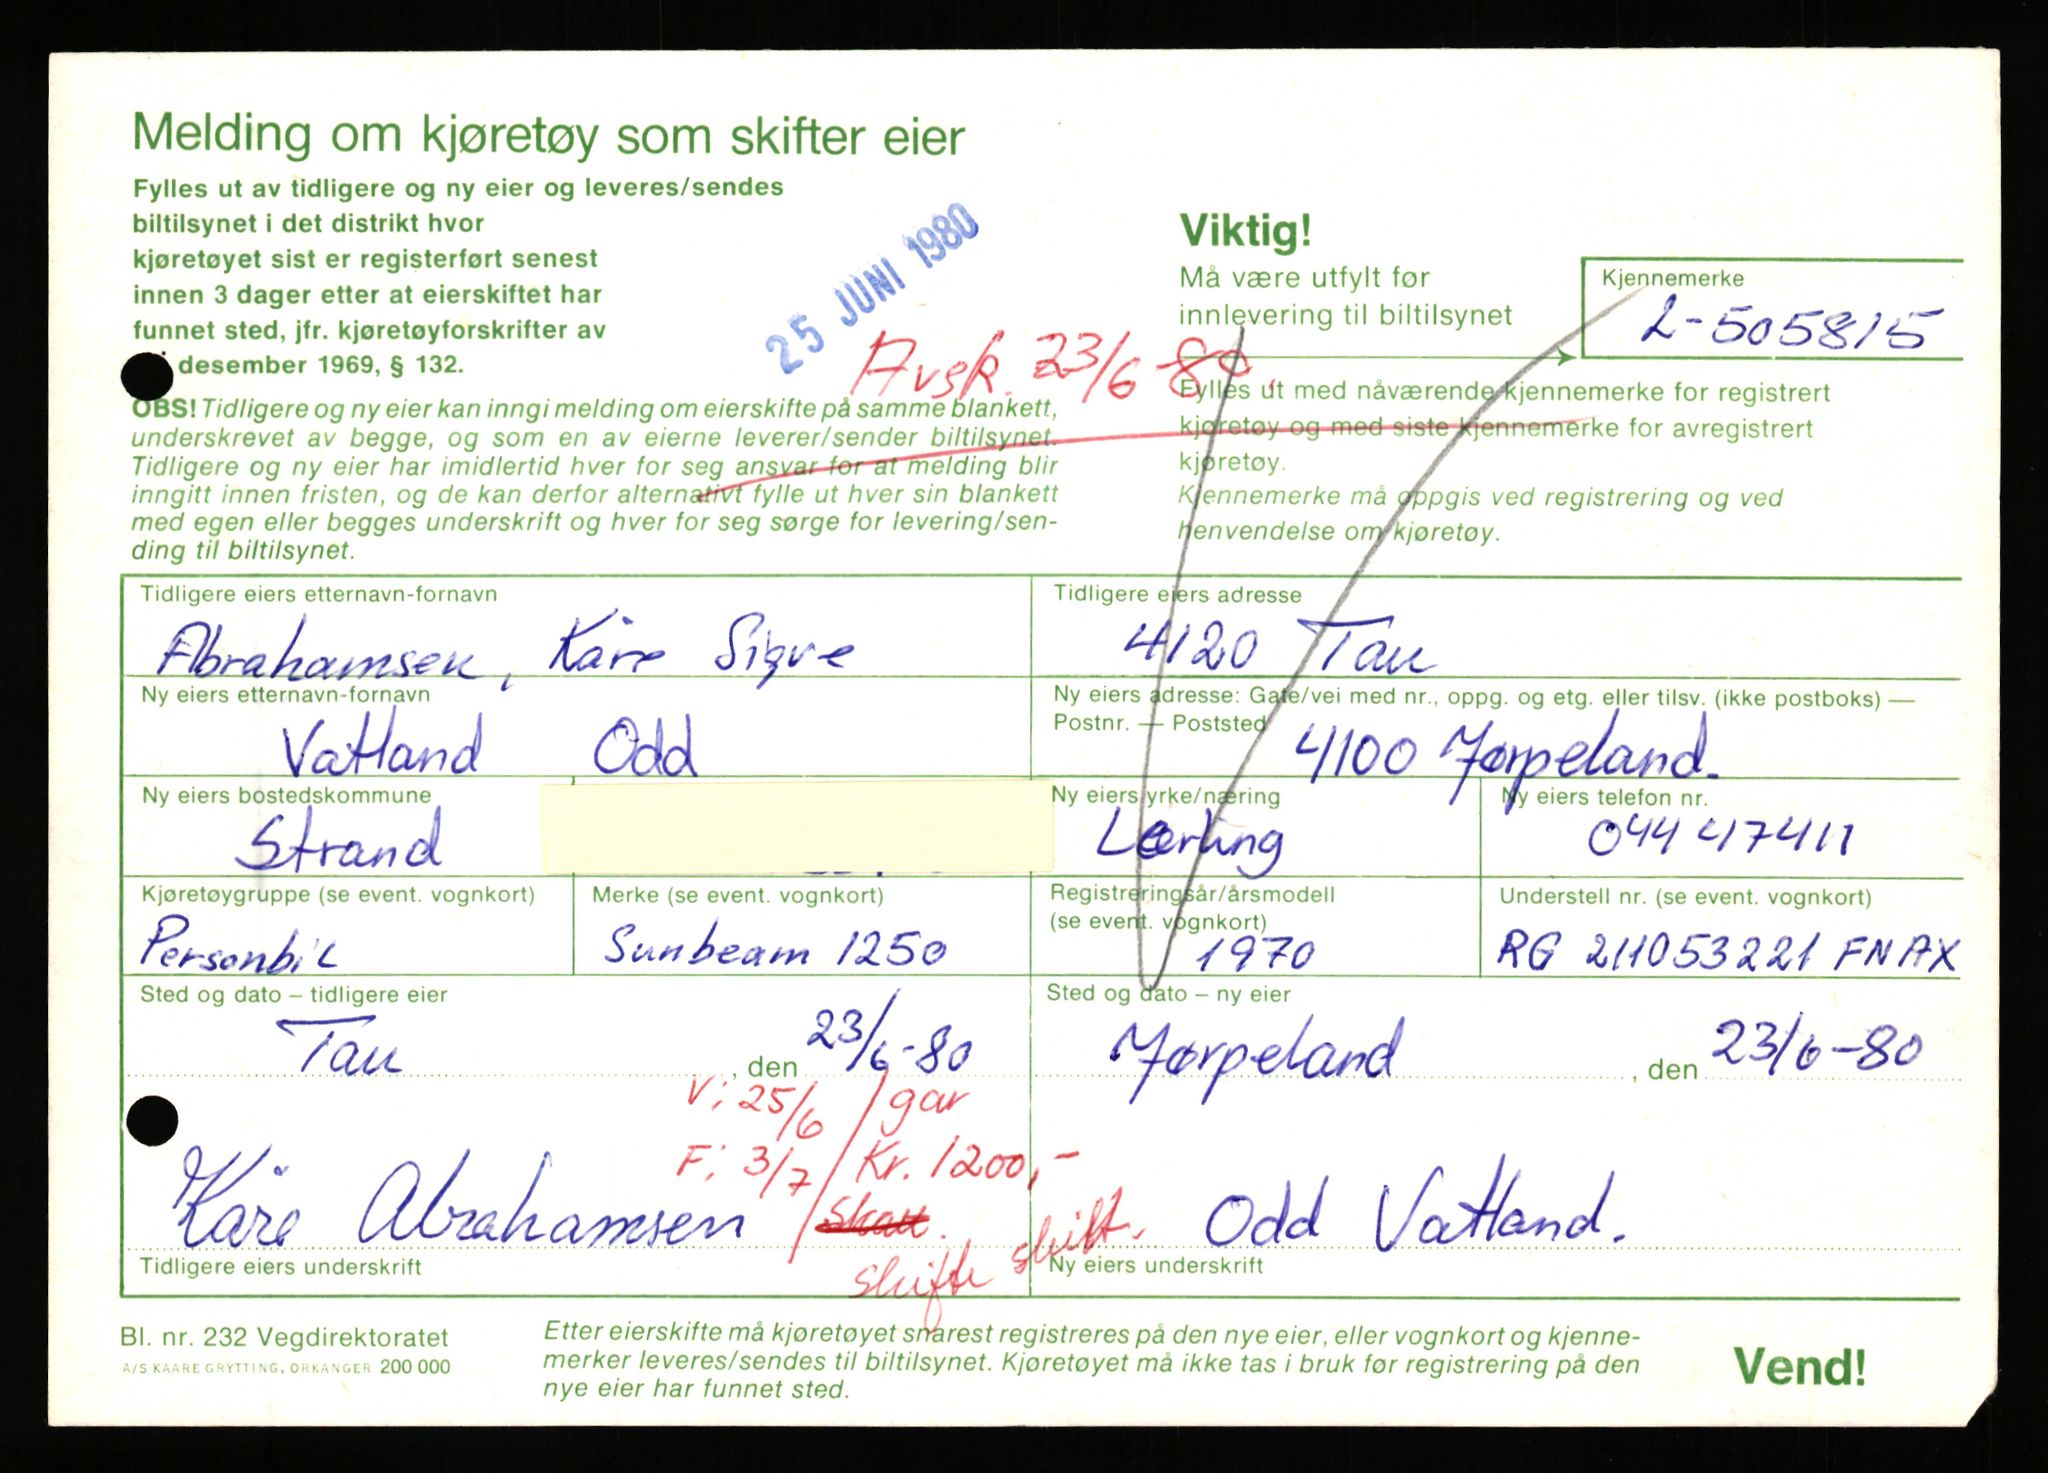 Melding om kjøretøy som skifter eier
Fylles ut av tidligere og ny eier og leveres/sendes
biltilsynet i det distrikt hvor
kjøretøyet sist er registerført senest
innen 3 dager etter at eierskiftet har
funnet sted, jfr. kjøretøyforskrifter av
desember 1969, § 132.
25 JUNI 1980
Avsk. 23/6-80.
Viktig!
Må være utfylt før
innlevering til biltilsynet
Kjennemerke
L-505815
Fylles ut med nåværende kjennemerke for registrert
kjøretøy og med siste kjennemerke for avregistrert
kjøretøy.
Kjennemerke må oppgis ved registrering og ved
henvendelse om kjøretøy.
OBS! Tidligere og ny eier kan inngi melding om eierskifte på samme blankett,
underskrevet av begge, og som en av eierne leverer/sender biltilsynet.
Tidligere og ny eier har imidlertid hver for seg ansvar for at melding blir
inngitt innen fristen, og de kan derfor alternativt fylle ut hver sin blankett
med egen eller begges underskrift og hver for seg sørge for levering/sen-
ding til biltilsynet.
Tidligere eiers etternavn-fornavn
Abrahamsen, Kåre Sigve
Tidligere eiers adresse
4120 Tau
Ny eiers etternavn-fornavn
Vatland Odd
Ny eiers adresse: Gate/vei med nr., oppg. og etg. eller tilsv. (ikke postboks) —
Postnr. — Poststed
4100 Jørpeland.
Ny eiers bostedskommune
Strand
Ny eiers yrke/næring
Lærling
Ny eiers telefon nr.
044 47411
Kjøretøygruppe (se event. vognkort)
Personbil
Merke (se event. vognkort)
Sunbeam 1250
Registreringsår/årsmodell
(se event. vognkort)
1970
Understell nr. (se event. vognkort)
RG 211053221 FNAX
Sted og dato – tidligere eier
Tau, den 23/6-80
Sted og dato – ny eier
Jørpeland, den 23/6-80
V; 25/6 / gar
F; 3/7 / Kr. 1200,-
Skatt.
skifte skilt.
Kåre Abrahamsen
Tidligere eiers underskrift
Odd Vatland.
Ny eiers underskrift
Bl. nr. 232 Vegdirektoratet
A/S KAARE GRYTTING, ORKANGER 200 000
Etter eierskifte må kjøretøyet snarest registreres på den nye eier, eller vognkort og kjenne-
merker leveres/sendes til biltilsynet. Kjøretøyet må ikke tas i bruk før registrering på den
nye eier har funnet sted.
Vend!